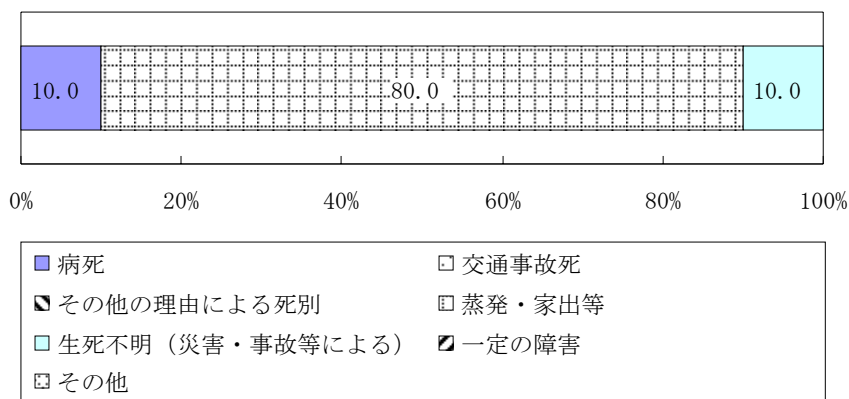 10.0 80.0 10.0
0% 20% 40% 60% 80% 100%
病死 交通事故死
その他の理由による死別 蒸発・家出等
生死不明（災害・事故等による） 一定の障害
その他